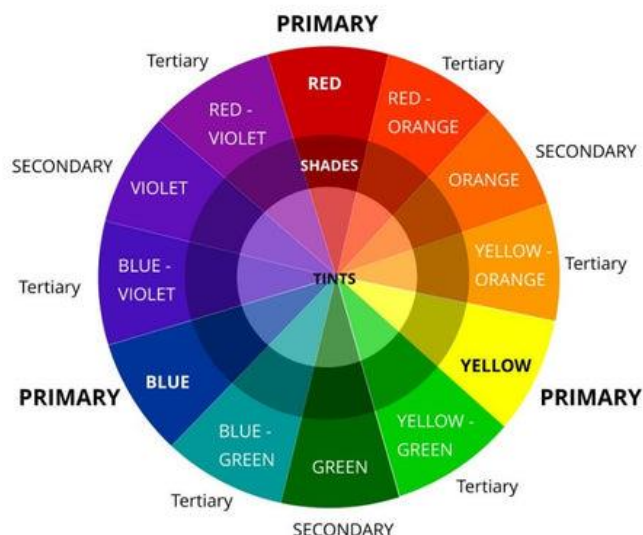 PRIMARY
Tertiary
Tertiary
RED
RED -
VIOLET
RED -
ORANGE
SECONDARY
SECONDARY
SHADES
VIOLET
ORANGE
BLUE -
VIOLET
YELLOW -
ORANGE
Tertiary
Tertiary
TINTS
BLUE
YELLOW
PRIMARY
PRIMARY
BLUE -
GREEN
YELLOW -
GREEN
GREEN
Tertiary
Tertiary
SECONDARY